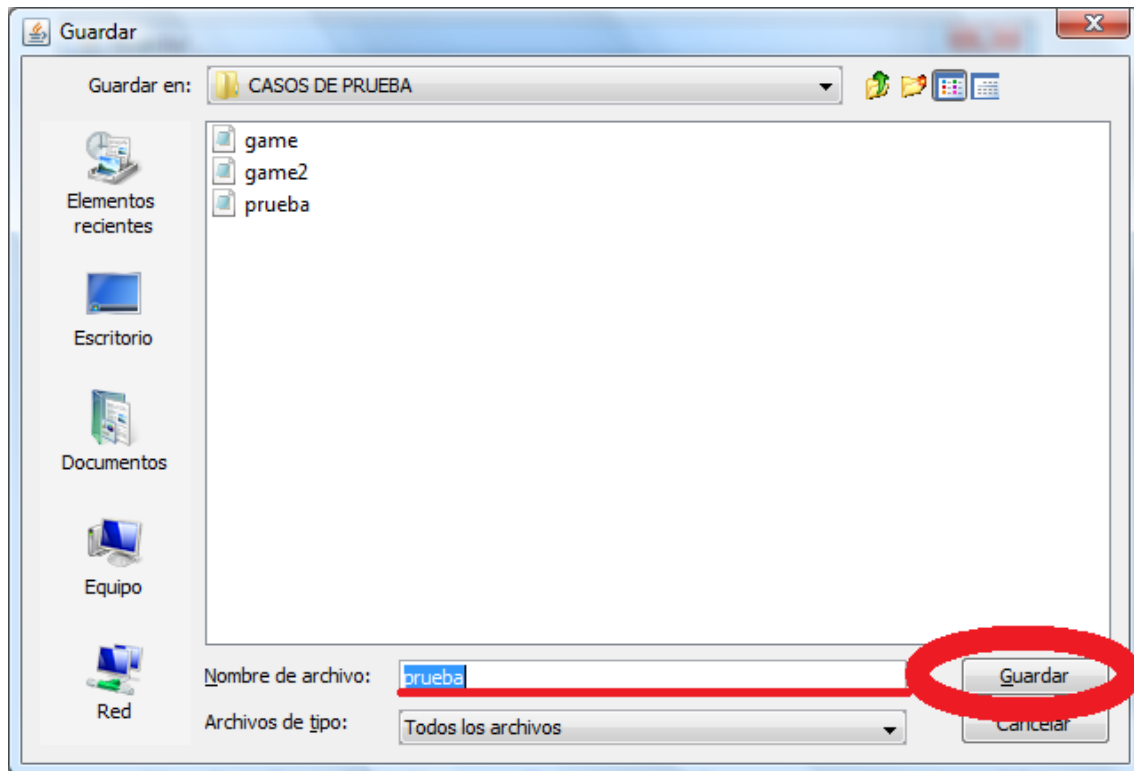 Guardar
Guardar en:
CASOS DE PRUEBA
game
game2
prueba
Elementos
recientes
Escritorio
Documentos
Equipo
Red
Nombre de archivo:
prueba
Guardar
Archivos de tipo:
Todos los archivos
Cancelar